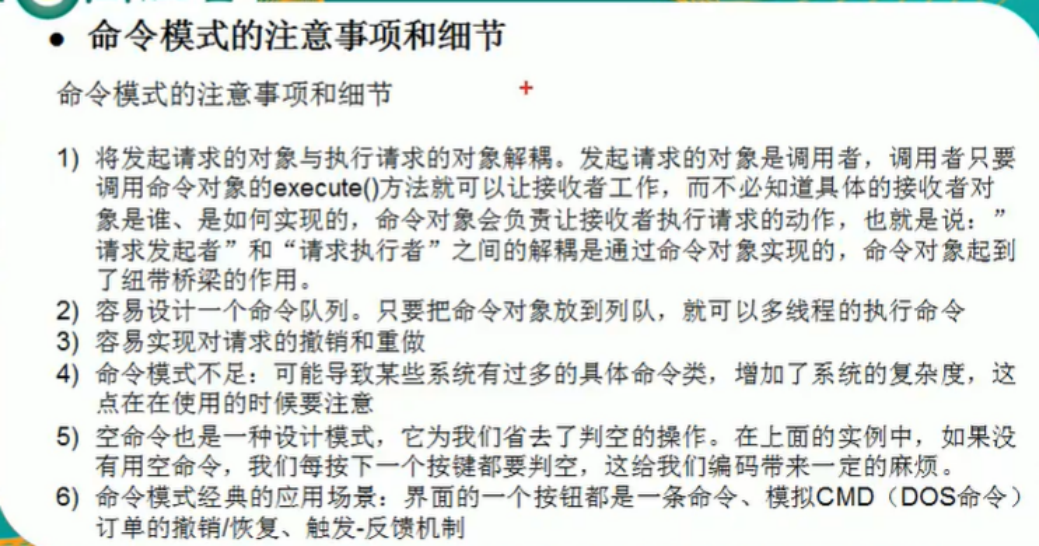 ● 命令模式的注意事项和细节
命令模式的注意事项和细节
1) 将发起请求的对象与执行请求的对象解耦。发起请求的对象是调用者，调用者只要
调用命令对象的execute()方法就可以让接收者工作，而不必知道具体的接收者对
象是谁、是如何实现的，命令对象会负责让接收者执行请求的动作，也就是说：”
请求发起者”和“请求执行者”之间的解耦是通过命令对象实现的，命令对象起到
了纽带桥梁的作用。
2) 容易设计一个命令队列。只要把命令对象放到列队，就可以多线程的执行命令
3) 容易实现对请求的撤销和重做
4) 命令模式不足：可能导致某些系统有过多的具体命令类，增加了系统的复杂度，这
点在在使用的时候要注意
5) 空命令也是一种设计模式，它为我们省去了判空的操作。在上面的实例中，如果没
有用空命令，我们每按下一个按键都要判空，这给我们编码带来一定的麻烦。
6) 命令模式经典的应用场景：界面的一个按钮都是一条命令、模拟CMD（DOS命令）
订单的撤销/恢复、触发-反馈机制